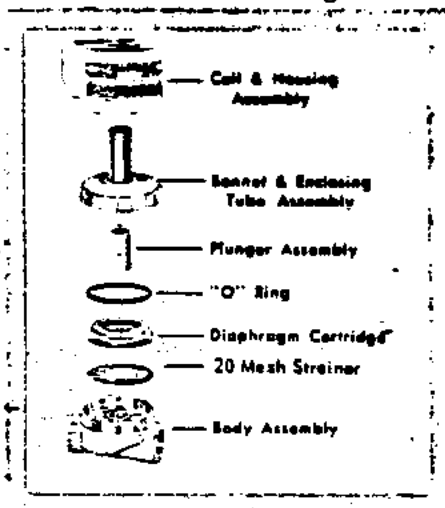 Coil & Housing
Assembly
Bonnet & Enclosing
Tube Assembly
Plunger Assembly
"O" Ring
Diaphragm Cartridge
20 Mesh Strainer
Body Assembly